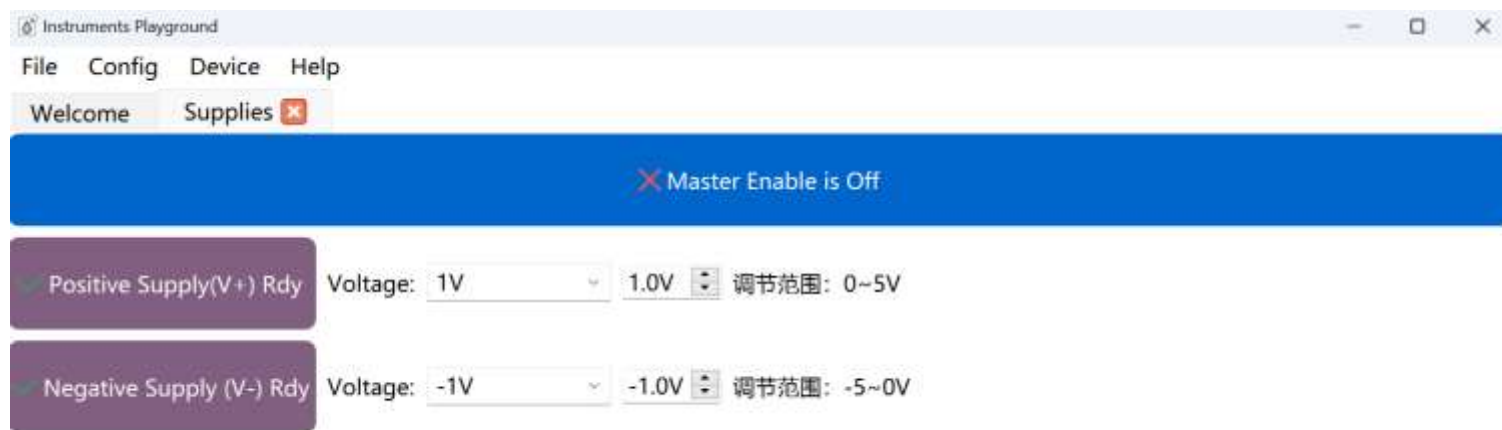 Instruments Playground
File Config Device Help
Welcome Supplies
Master Enable is Off
Positive Supply(V+) Rdy Voltage: 1V 1.0V 调节范围：0~5V
Negative Supply (V-) Rdy Voltage: -1V -1.0V 调节范围：-5~0V